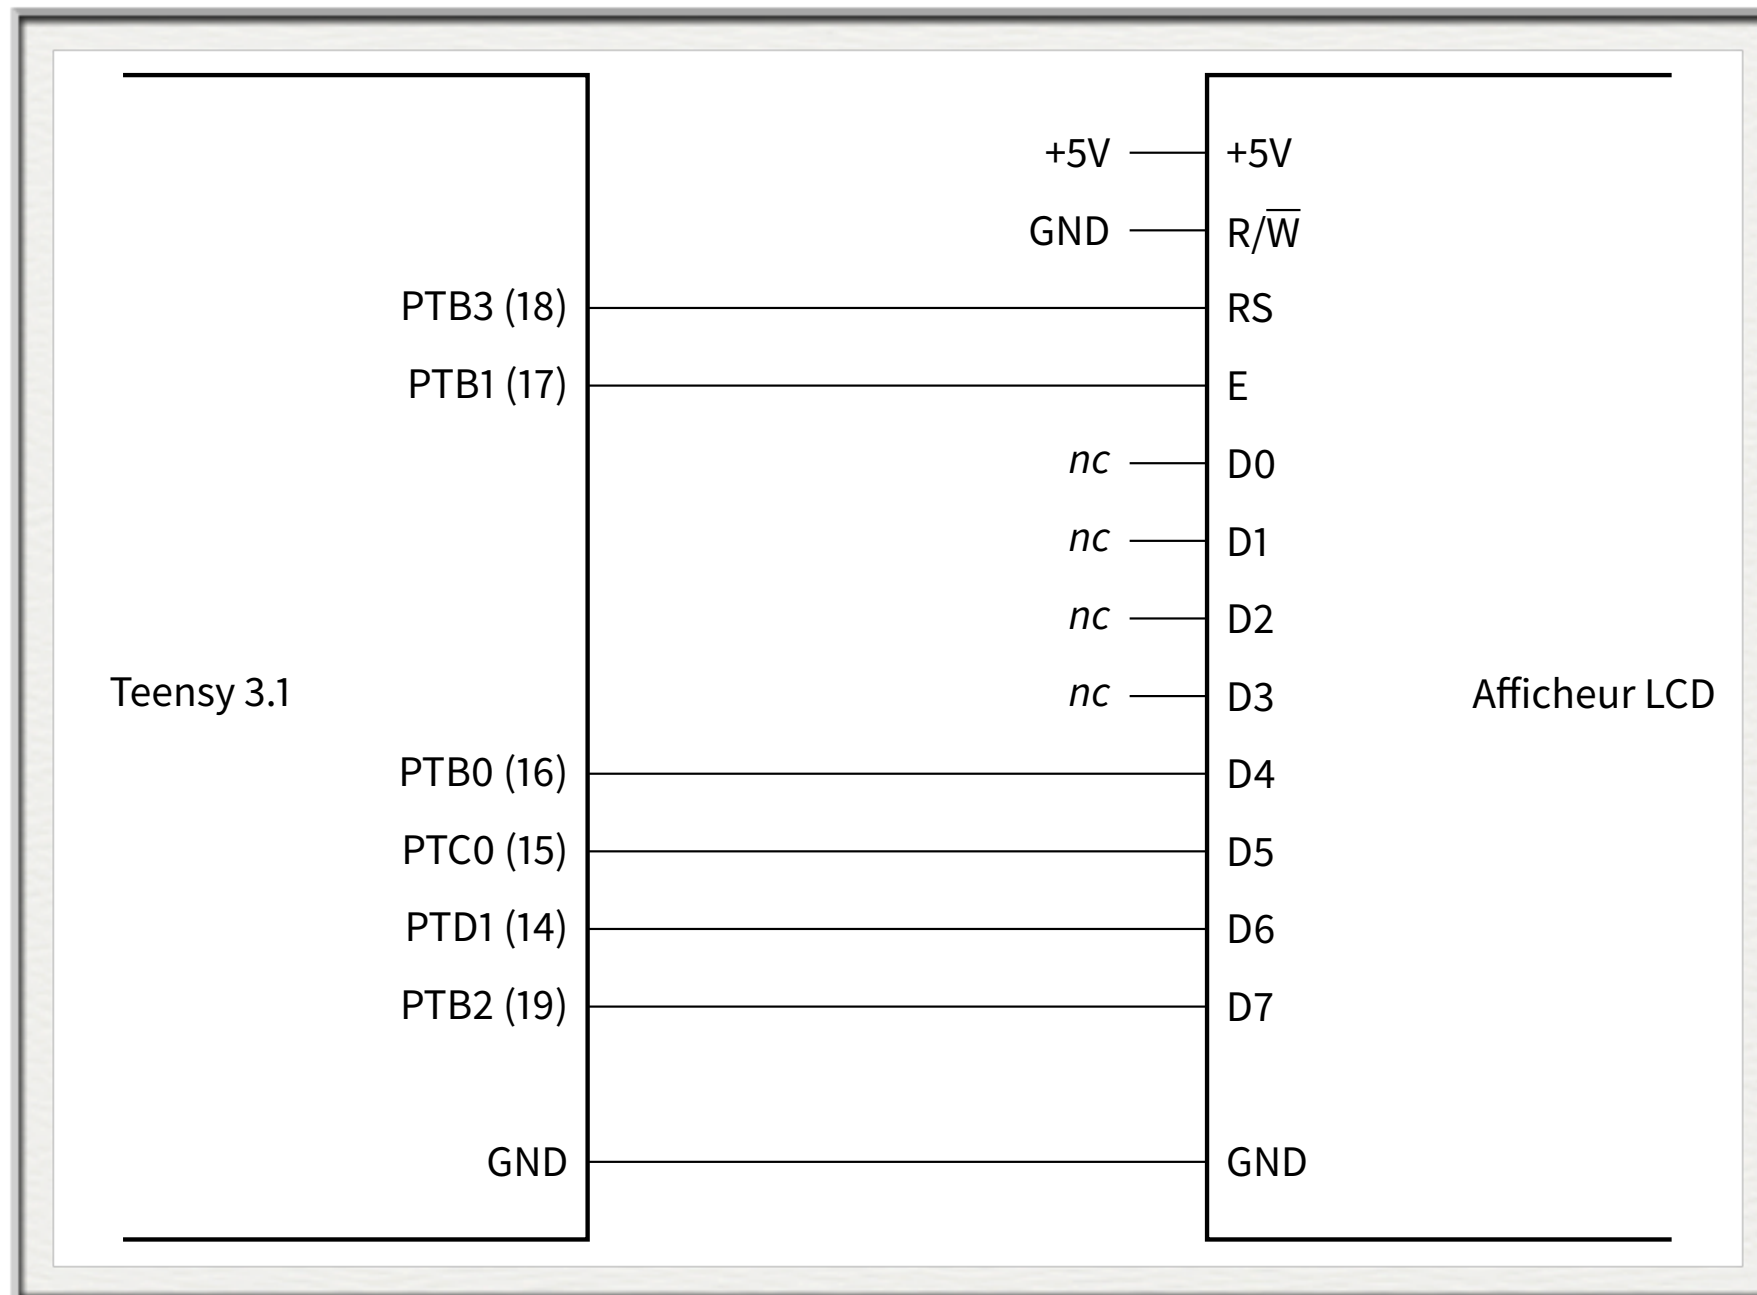 +5V +5V
GND R/W̅
PTB3 (18) RS
PTB1 (17) E
nc D0
nc D1
nc D2
Teensy 3.1 nc D3 Afficheur LCD
PTB0 (16) D4
PTC0 (15) D5
PTD1 (14) D6
PTB2 (19) D7
GND GND